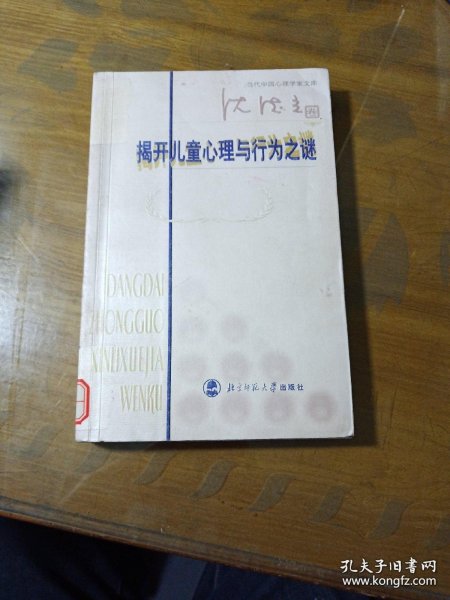 当代中国心理学家文库
沈德立
卷
揭开儿童心理与行为之谜
DANGDAI
ZHONGGUO
XINLIXUEJIA
WENKU
北京师范大学出版社
孔夫子旧书网
www.kongfz.com